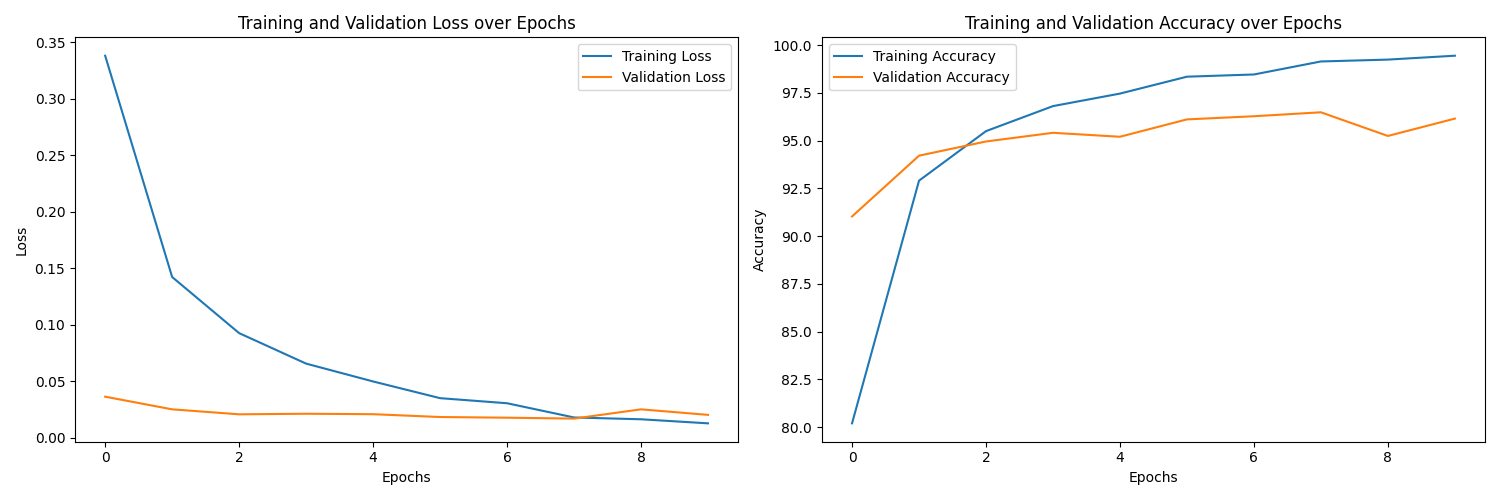 Training and Validation Loss over Epochs
0.35
0.30
0.25
0.20
0.15
0.10
0.05
0.00
Loss
Training Loss
Validation Loss
0 2 4 6 8
Epochs
Training and Validation Accuracy over Epochs
100.0
97.5
95.0
92.5
90.0
87.5
85.0
82.5
80.0
Accuracy
Training Accuracy
Validation Accuracy
0 2 4 6 8
Epochs